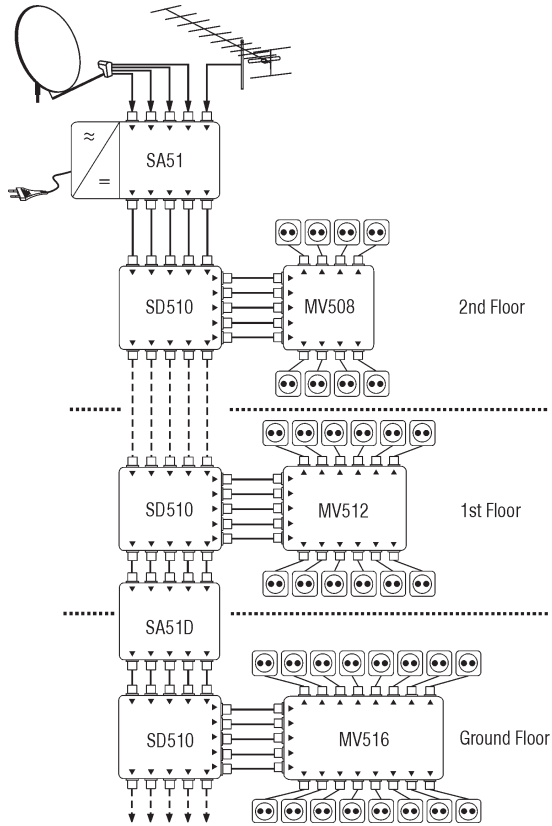 SA51
SD510
MV508
2nd Floor
SD510
MV512
1st Floor
SA51D
SD510
MV516
Ground Floor